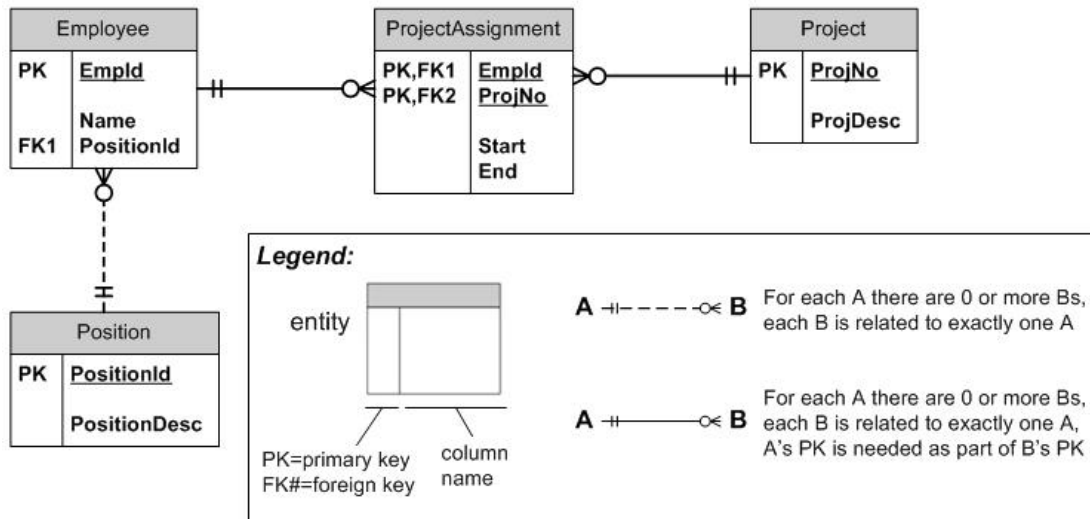 Employee
PK EmpId
Name
FK1 PositionId
ProjectAssignment
PK,FK1 EmpId
PK,FK2 ProjNo
Start
End
Project
PK ProjNo
ProjDesc
Position
PK PositionId
PositionDesc
Legend:
entity
PK=primary key
FK#=foreign key
column
name
A B
For each A there are 0 or more Bs,
each B is related to exactly one A
A B
For each A there are 0 or more Bs,
each B is related to exactly one A,
A's PK is needed as part of B's PK